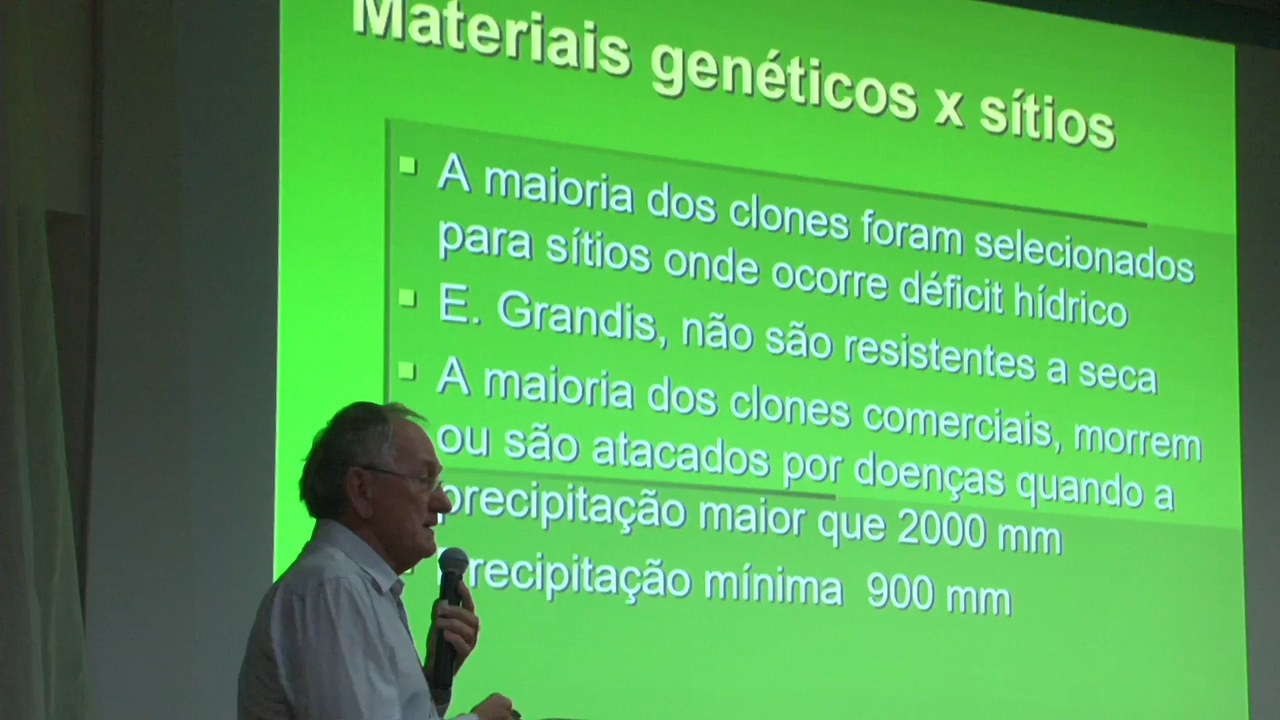 Materiais genéticos x sítios
A maioria dos clones foram selecionados
para sítios onde ocorre déficit hídrico
E. Grandis, não são resistentes a seca
A maioria dos clones comerciais, morrem
ou são atacados por doenças quando a
precipitação maior que 2000 mm
Precipitação mínima 900 mm